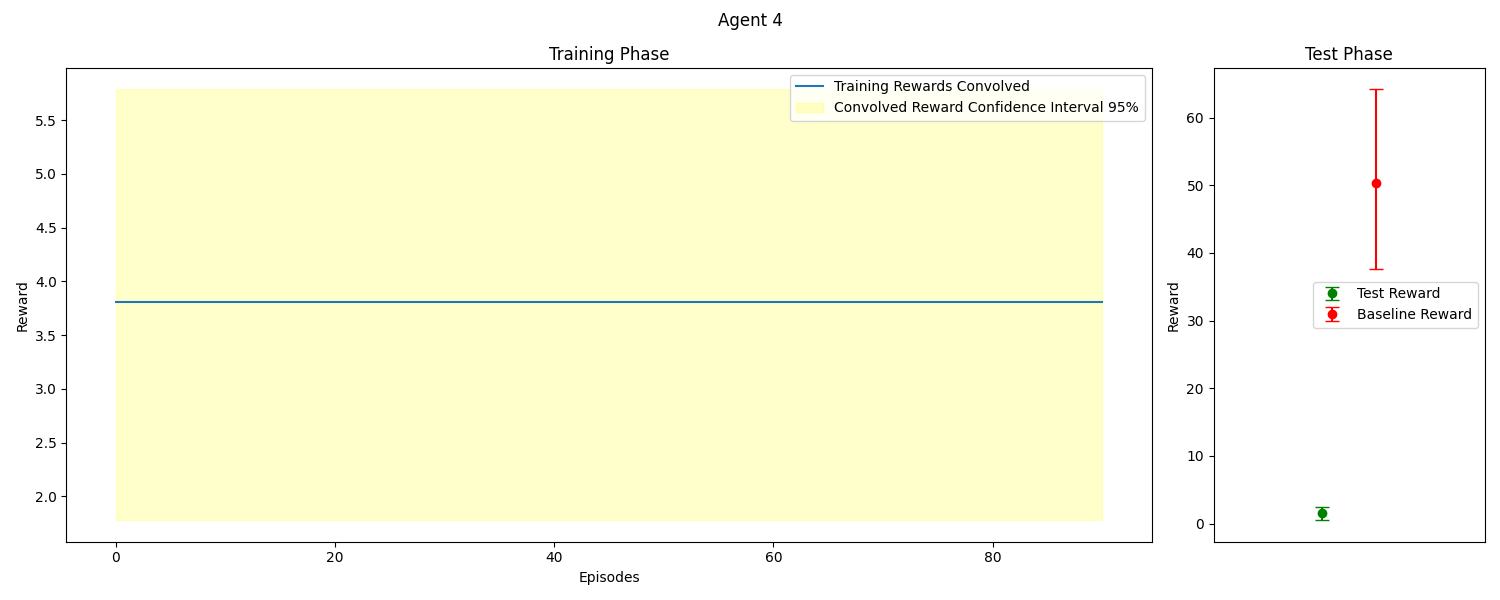 Agent 4
Training Phase
Training Rewards Convolved
Convolved Reward Confidence Interval 95%
5.5
5.0
4.5
4.0
3.5
3.0
2.5
2.0
Reward
0
20
40
60
80
Episodes
Test Phase
60
50
40
30
20
10
0
Reward
Test Reward
Baseline Reward